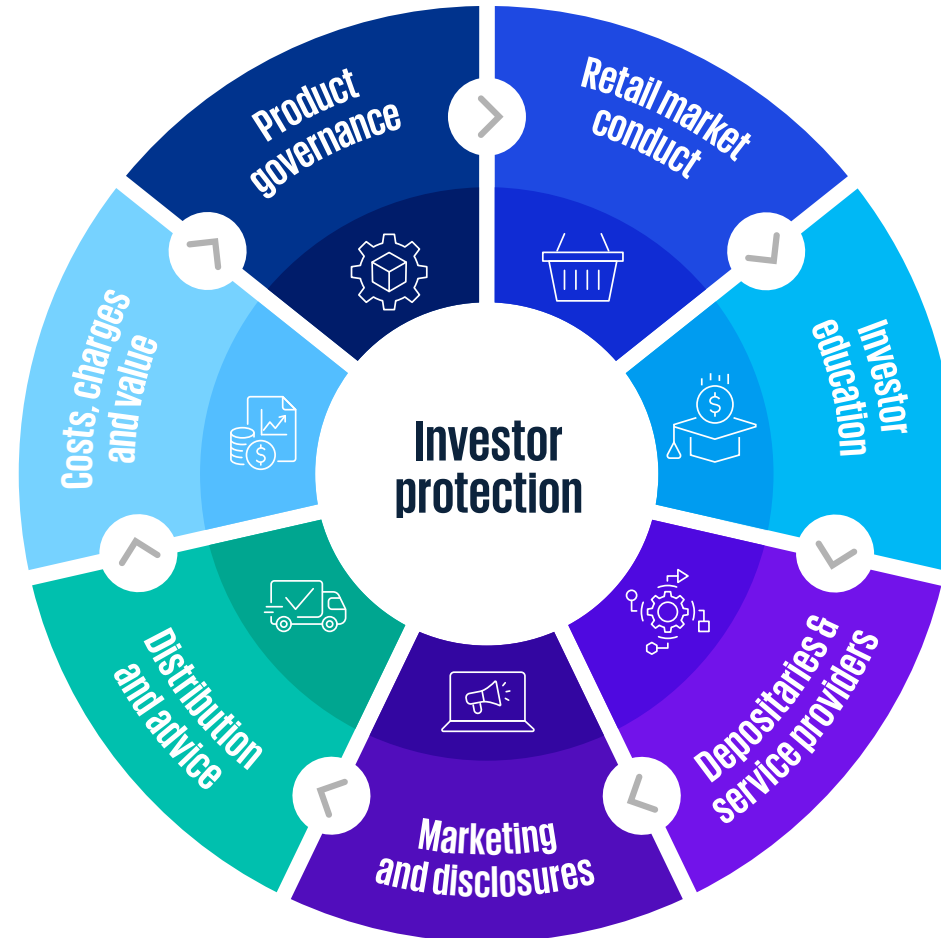 Product
governance
Retail market
conduct
Investor
education
Depositaries &
service providers
Marketing
and disclosures
Distribution
and advice
Costs, charges
and value
Investor
protection